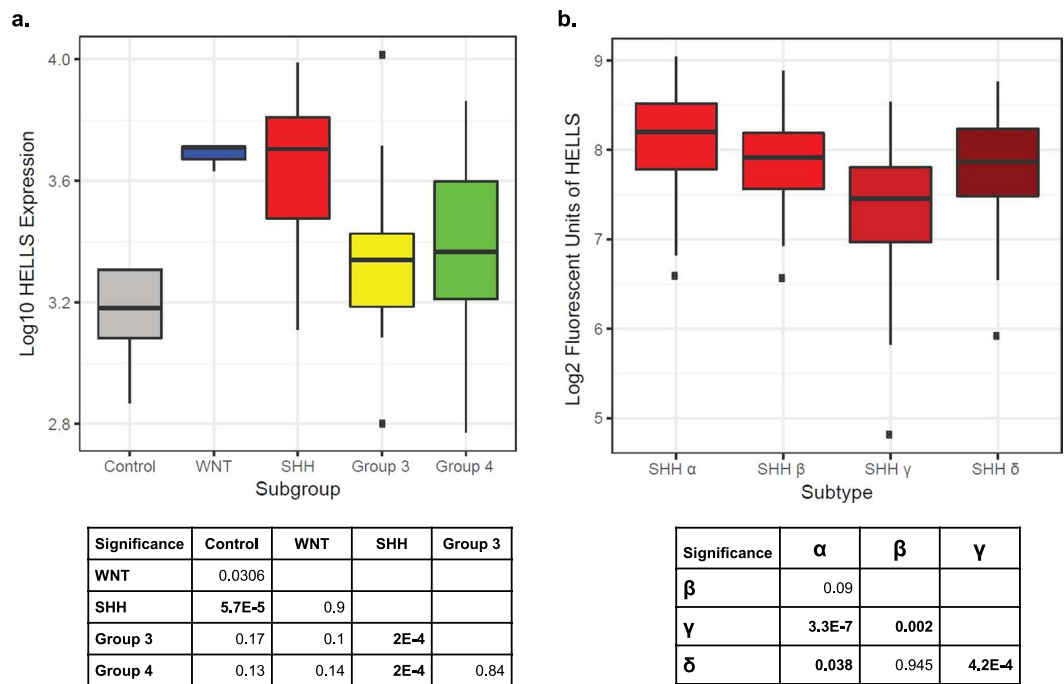 a.
Log10 HELLS Expression
4.0
3.6
3.2
2.8
Control WNT SHH Group 3 Group 4
Subgroup
Significance Control WNT SHH Group 3
WNT 0.0306
SHH 5.7E-5 0.9
Group 3 0.17 0.1 2E-4
Group 4 0.13 0.14 2E-4 0.84
b.
Log2 Fluorescent Units of HELLS
9
8
7
6
5
SHH α SHH β SHH γ SHH δ
Subtype
Significance α β γ
β 0.09
γ 3.3E-7 0.002
δ 0.038 0.945 4.2E-4